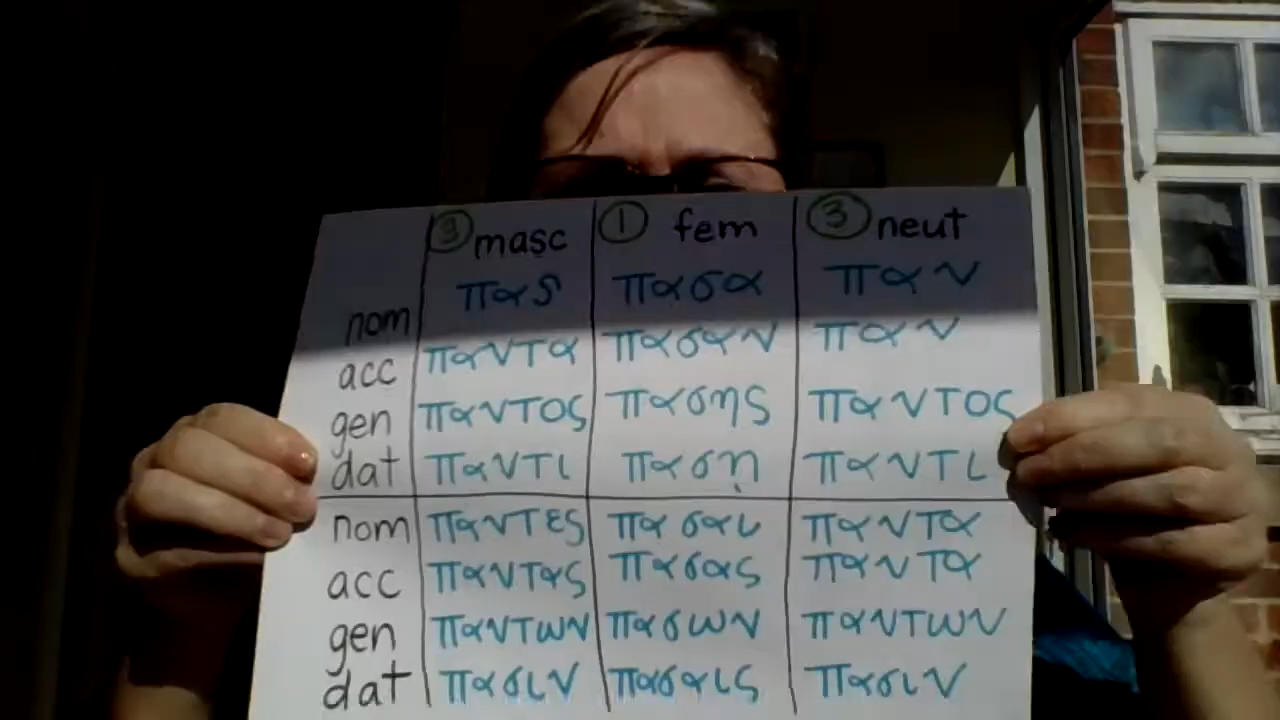 ③ masc ① fem ③ neut
nom πας πασα παν
acc παντα πασαν παν
gen παντος πασης παντος
dat παντι πασῃ παντι
nom παντες πασαι παντα
acc παντας πασας παντα
gen παντων πασων παντων
dat πασιν πασαις πασιν